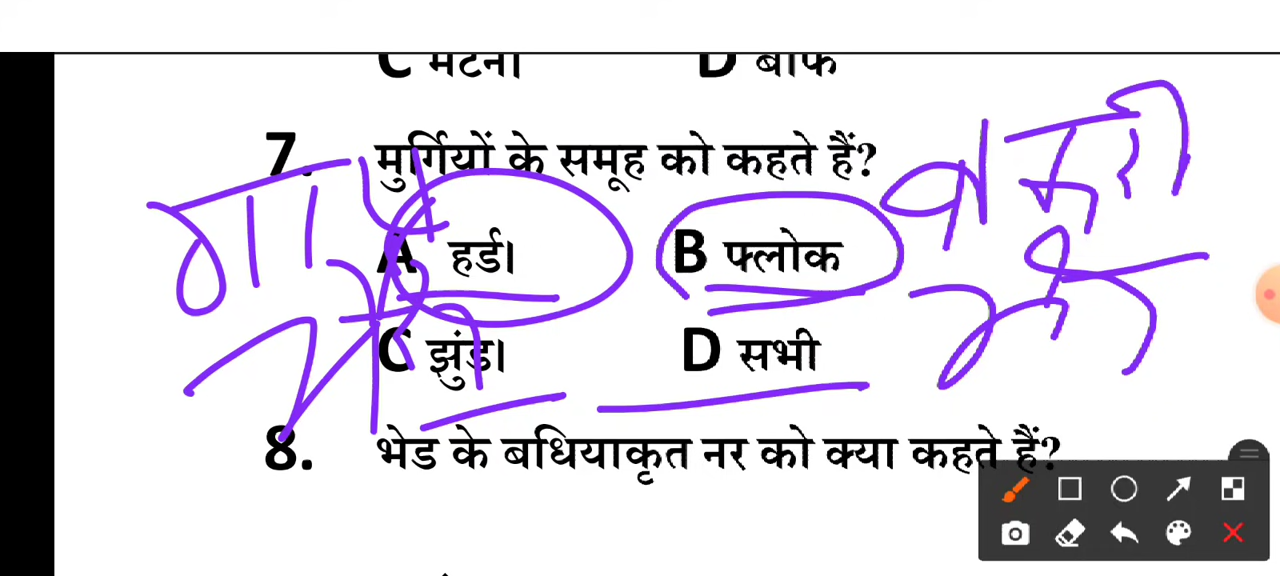 C मटन। D बीफ
7. मुर्गियों के समूह को कहते हैं?
A हर्ड। B फ्लोक
C झुंड। D सभी
8. भेड के बधियाकृत नर को क्या कहते हैं?